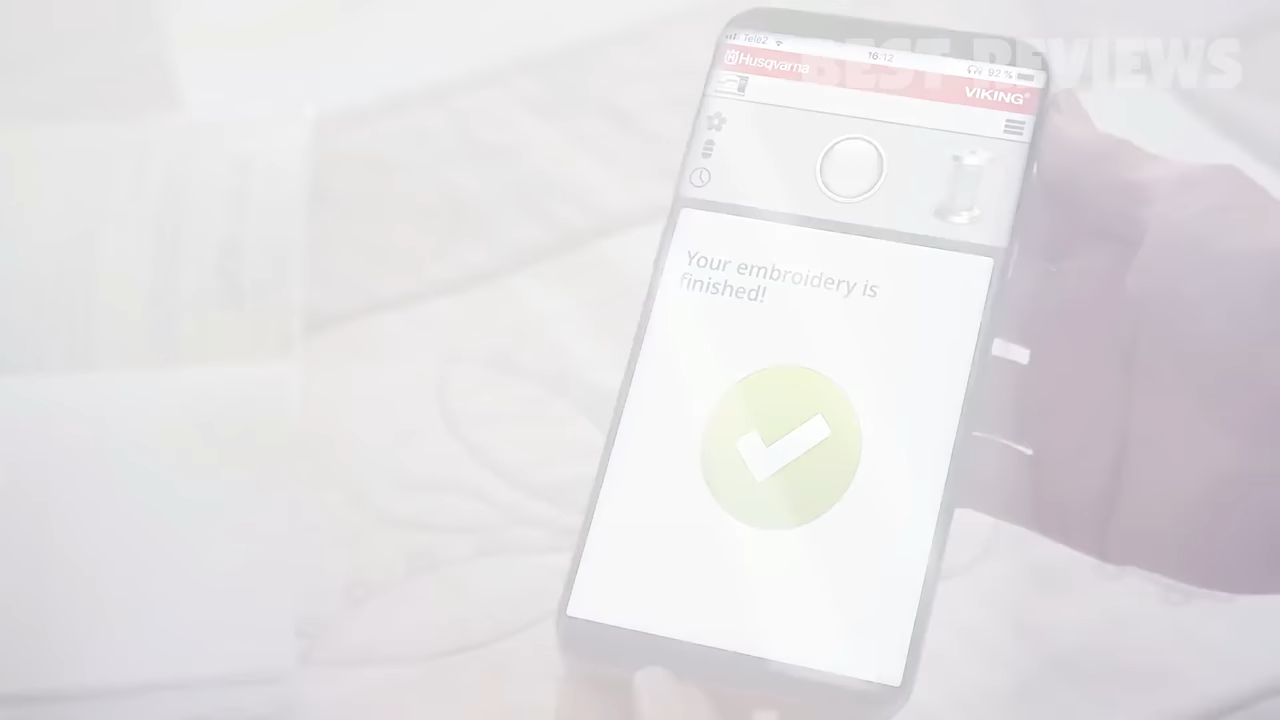 BEST REVIEWS
Tele2
16:12
92 %
Husqvarna
VIKING®
Your embroidery is
finished!